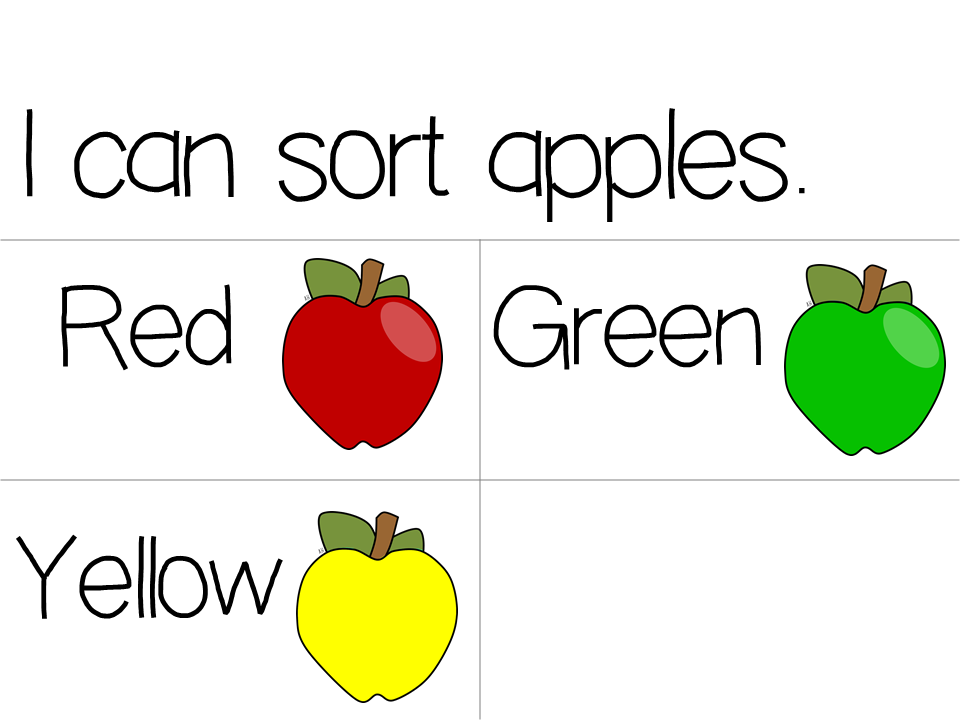 I can sort apples.
Red
Green
Yellow